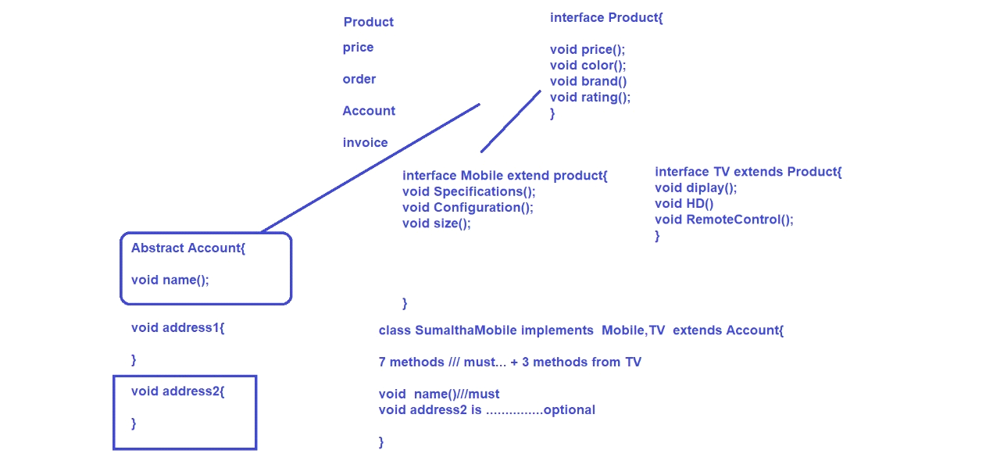 Product
price
order
Account
invoice
interface Product{
void price();
void color();
void brand()
void rating();
}
interface Mobile extend product{
void Specifications();
void Configuration();
void size();
}
interface TV extends Product{
void diplay();
void HD()
void RemoteControl();
}
Abstract Account{
void name();
void address1{
}
void address2{
}
class SumalthaMobile implements  Mobile,TV  extends Account{
7 methods /// must... + 3 methods from TV
void  name()///must
void address2 is ...............optional
}